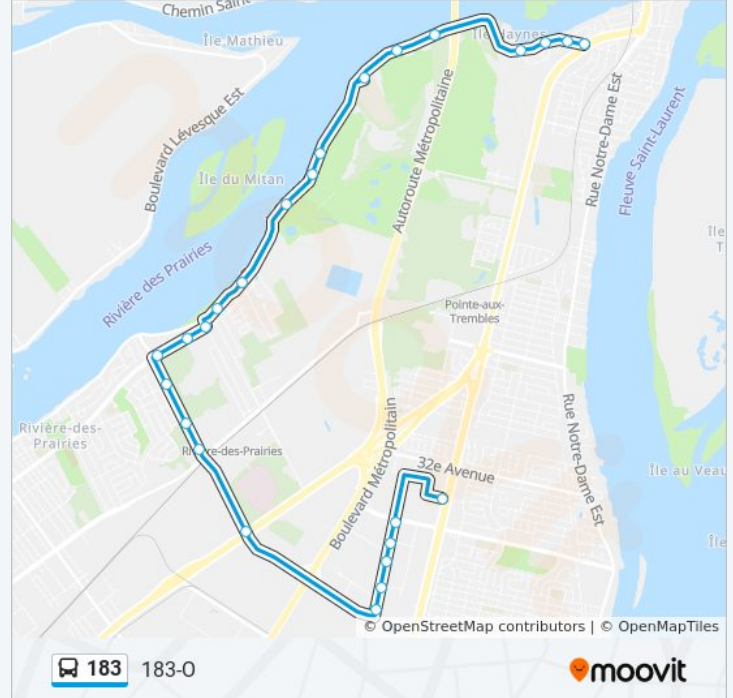 Chemin Saint
Île Mathieu
Île Haynes
Boulevard Lévesque Est
Autoroute Métropolitaine
Rue Notre-Dame Est
Fleuve Saint-Laurent
Île du Mitan
Île
Rivière des Prairies
Pointe-aux-
Trembles
Rivière-des-
Prairies
Rivière-des-Prairies
Boulevard Métropolitain
32e Avenue
Rue Notre-Dame Est
Île au Veau
Île
© OpenStreetMap contributors | © OpenMapTiles
183 183-O
moovit